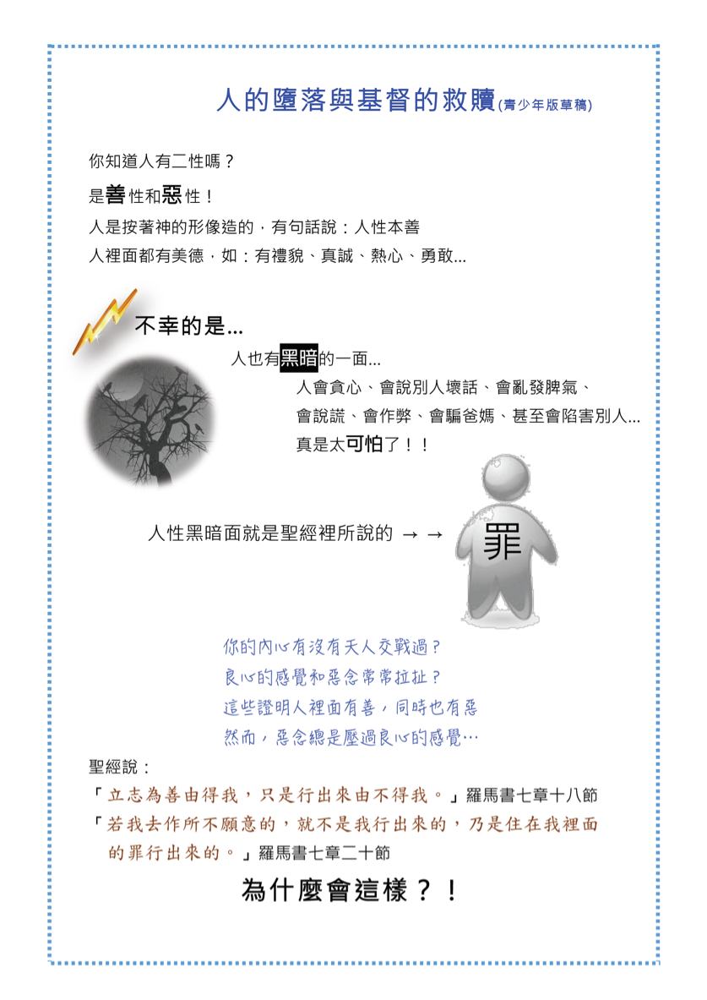 人的墮落與基督的救贖(青少年版草稿)
你知道人有二性嗎？
是善性和惡性！
人是按著神的形像造的，有句話說：人性本善
人裡面都有美德，如：有禮貌、真誠、熱心、勇敢…
不幸的是…
人也有黑暗的一面…
人會貪心、會說別人壞話、會亂發脾氣、
會說謊、會作弊、會騙爸媽、甚至會陷害別人…
真是太可怕了！！
人性黑暗面就是聖經裡所說的 → →
罪
你的內心有沒有天人交戰過？
良心的感覺和惡念常常拉扯？
這些證明人裡面有善，同時也有惡
然而，惡念總是壓過良心的感覺…
聖經說：
「立志為善由得我，只是行出來由不得我。」羅馬書七章十八節
「若我去作所不願意的，就不是我行出來的，乃是住在我裡面
的罪行出來的。」羅馬書七章二十節
為什麼會這樣？！